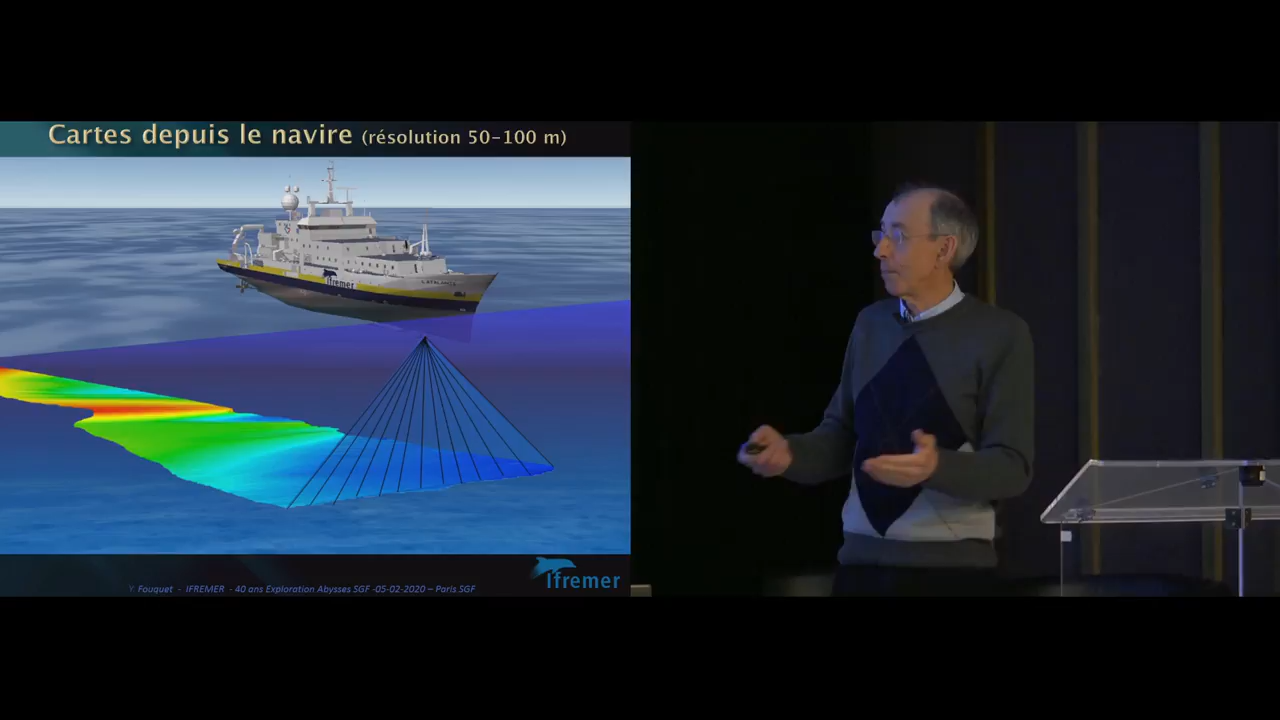 Cartes depuis le navire (résolution 50-100 m)
ifremer
L'ATALANTE
Ifremer
Y. Fouquet - IFREMER - 40 ans Exploration Abysses SGF -05-02-2020 – Paris SGF